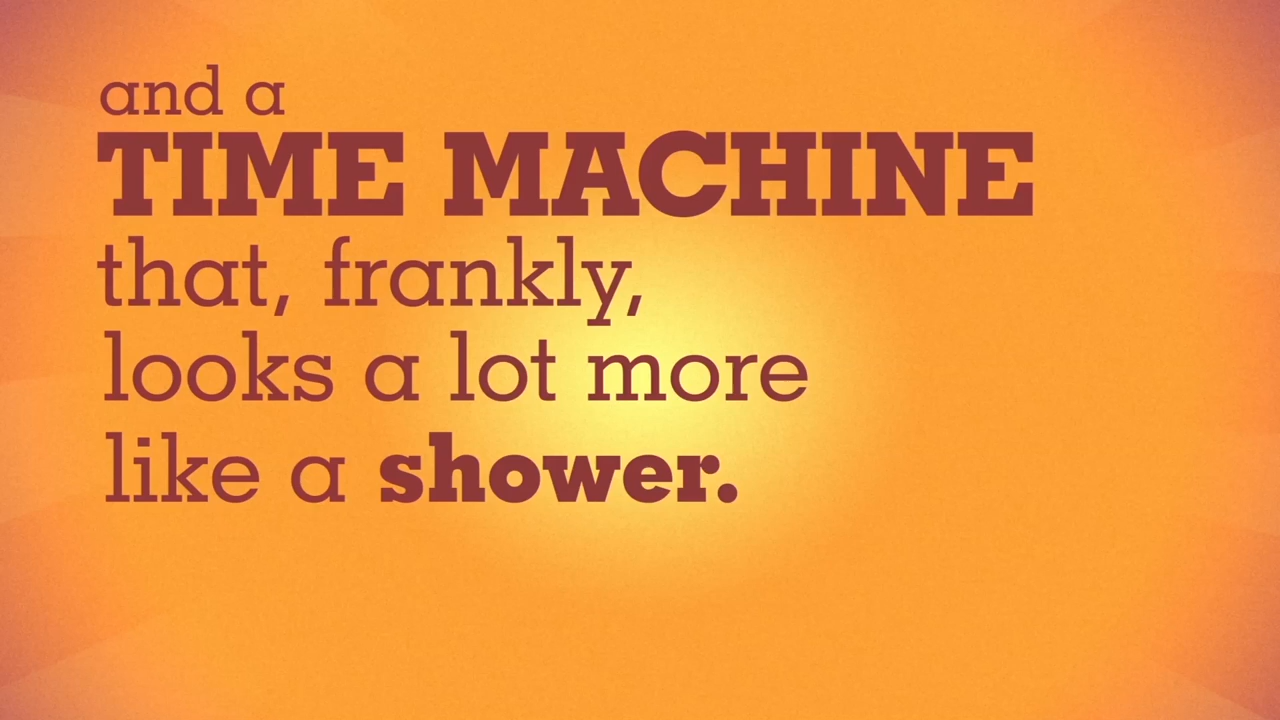 and a
TIME MACHINE
that, frankly,
looks a lot more
like a shower.